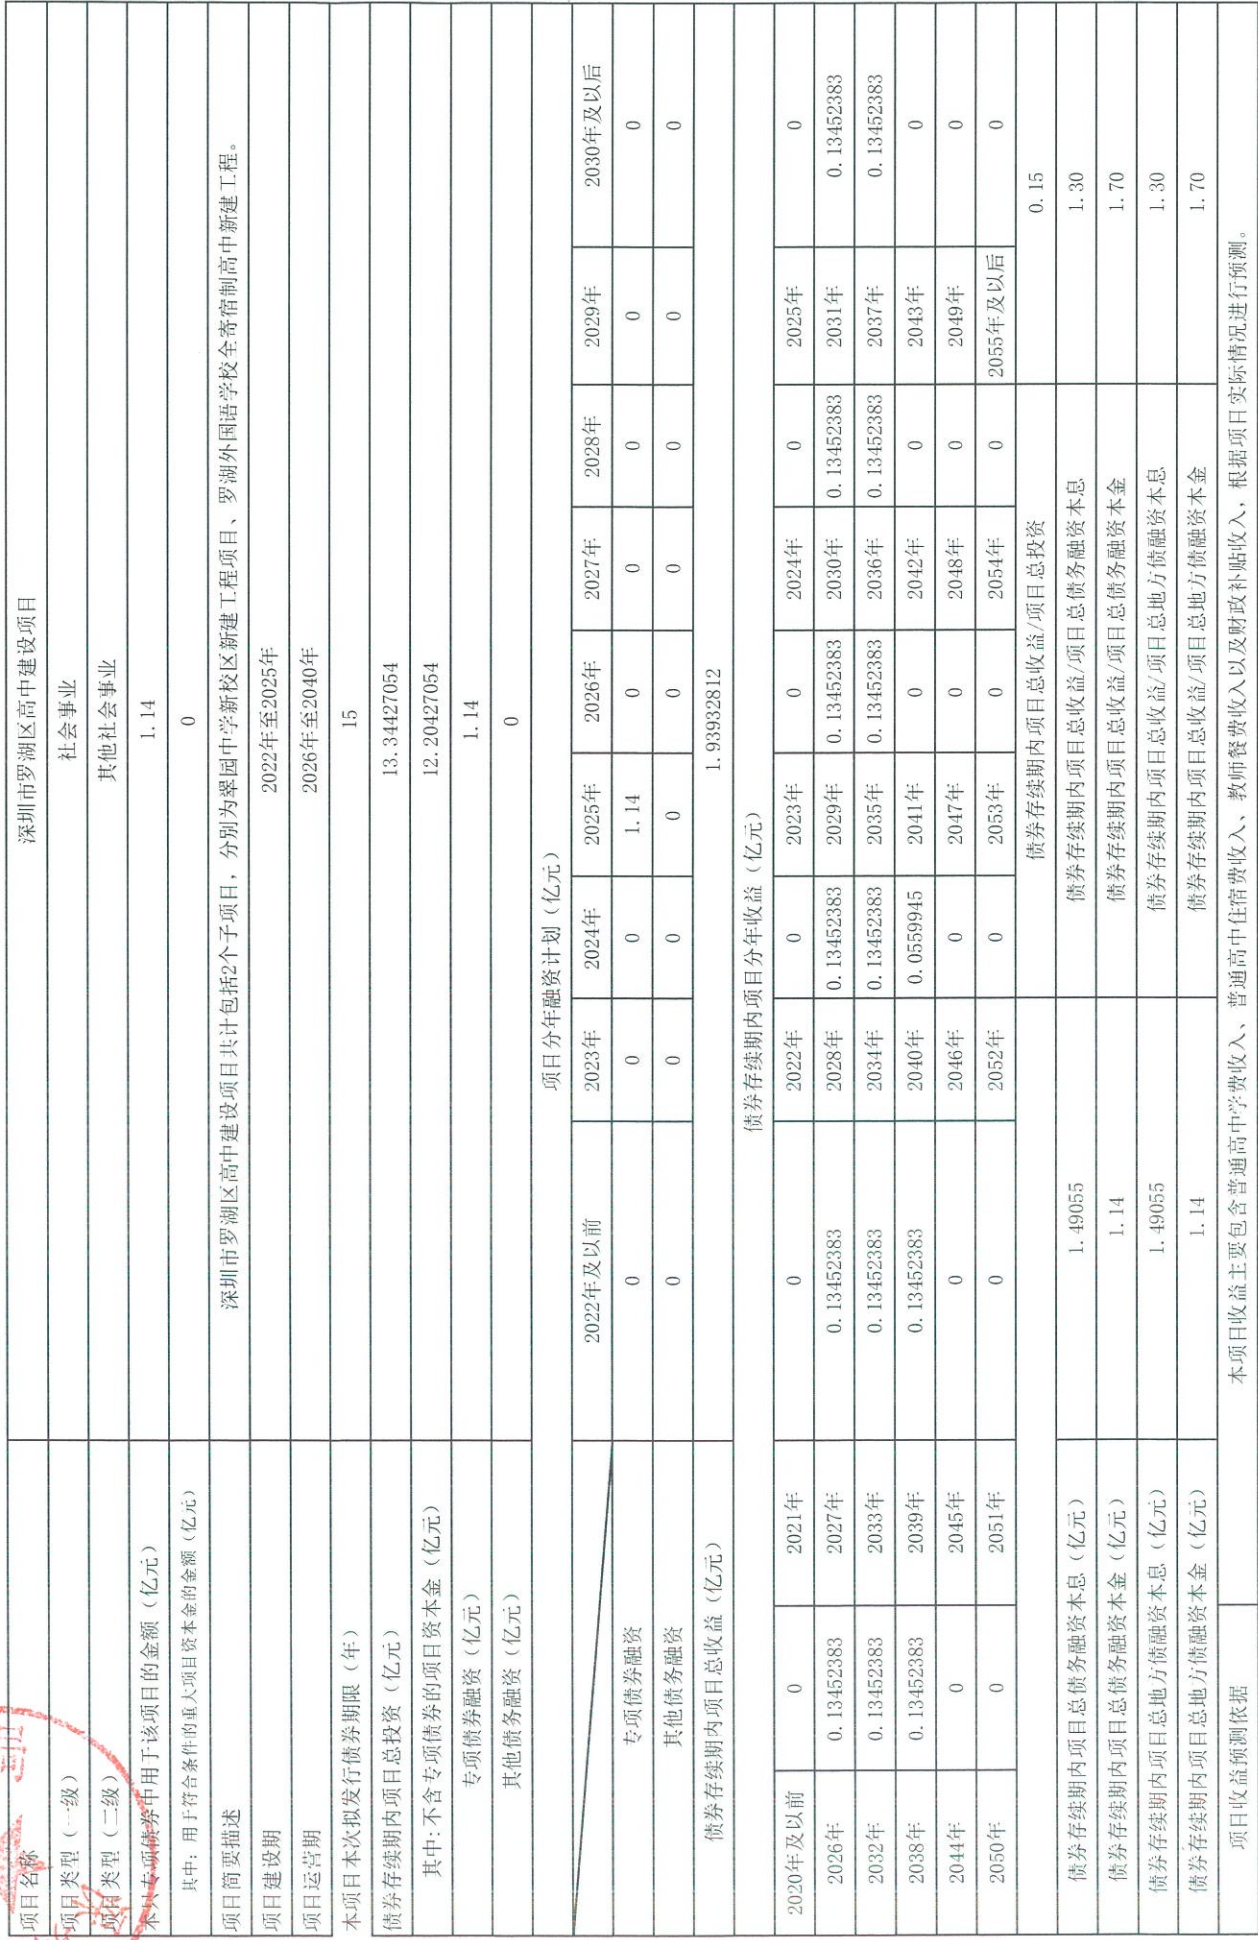 项目名称 深圳市罗湖区高中建设项目
项目类型（一级） 社会事业
项目类型（二级） 其他社会事业
本只专项债券中用于该项目的金额（亿元） 1.14
其中：用于符合条件的重大项目资本金的金额（亿元） 0
项目简要描述 深圳市罗湖区高中建设项目共计包括2个子项目，分别为翠园中学新校区新建工程项目、罗湖外国语学校全寄宿制高中新建工程。
项目建设期 2022年至2025年
项目运营期 2026年至2040年
本项目本次拟发行债券期限（年） 15
债券存续期内项目总投资（亿元） 13.34427054
其中：不含专项债券的项目资本金（亿元） 12.20427054
专项债券融资（亿元） 1.14
其他债务融资（亿元） 0
项目分年融资计划（亿元）
2022年及以前 2023年 2024年 2025年 2026年 2027年 2028年 2029年 2030年及以后
专项债券融资 0 0 0 1.14 0 0 0 0 0
其他债务融资 0 0 0 0 0 0 0 0 0
债券存续期内项目总收益（亿元） 1.93932812
债券存续期内项目分年收益（亿元）
2020年及以前 0 2021年 0 2022年 0 2023年 0 2024年 0 2025年 0
2026年 0.13452383 2027年 0.13452383 2028年 0.13452383 2029年 0.13452383 2030年 0.13452383 2031年 0.13452383
2032年 0.13452383 2033年 0.13452383 2034年 0.13452383 2035年 0.13452383 2036年 0.13452383 2037年 0.13452383
2038年 0.13452383 2039年 0.13452383 2040年 0.0559945 2041年 0 2042年 0 2043年 0
2044年 0 2045年 0 2046年 0 2047年 0 2048年 0 2049年 0
2050年 0 2051年 0 2052年 0 2053年 0 2054年 0 2055年及以后 0
债券存续期内项目总收益/项目总投资 0.15
债券存续期内项目总债务融资本息（亿元） 1.49055 债券存续期内项目总收益/项目总债务融资本息 1.30
债券存续期内项目总债务融资本金（亿元） 1.14 债券存续期内项目总收益/项目总债务融资本金 1.70
债券存续期内项目总地方债融资本息（亿元） 1.49055 债券存续期内项目总收益/项目总地方债融资本息 1.30
债券存续期内项目总地方债融资本金（亿元） 1.14 债券存续期内项目总收益/项目总地方债融资本金 1.70
项目收益预测依据 本项目收益主要包含普通高中学费收入、普通高中住宿费收入、教师餐费收入以及财政补贴收入，根据项目实际情况进行预测。